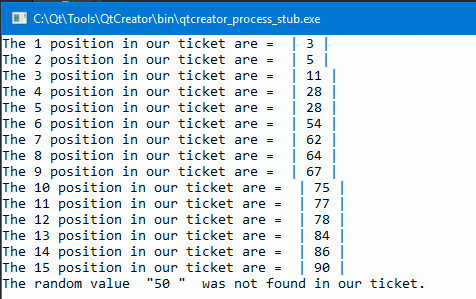 C:\Qt\Tools\QtCreator\bin\qtcreator_process_stub.exe
The 1 position in our ticket are =  | 3 |
The 2 position in our ticket are =  | 5 |
The 3 position in our ticket are =  | 11 |
The 4 position in our ticket are =  | 28 |
The 5 position in our ticket are =  | 28 |
The 6 position in our ticket are =  | 54 |
The 7 position in our ticket are =  | 62 |
The 8 position in our ticket are =  | 64 |
The 9 position in our ticket are =  | 67 |
The 10 position in our ticket are =  | 75 |
The 11 position in our ticket are =  | 77 |
The 12 position in our ticket are =  | 78 |
The 13 position in our ticket are =  | 84 |
The 14 position in our ticket are =  | 86 |
The 15 position in our ticket are =  | 90 |
The random value  "50 "  was not found in our ticket.